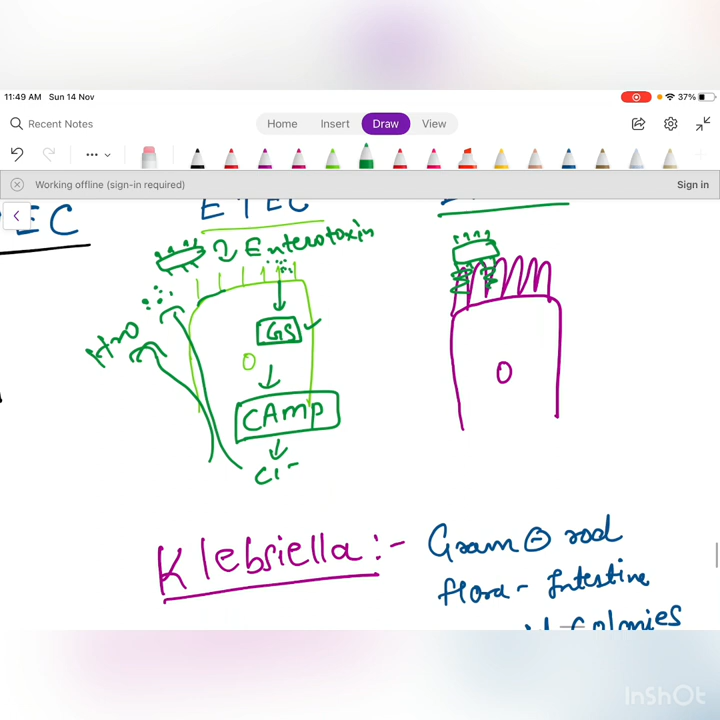 11:49 AM Sun 14 Nov
37%
Recent Notes
Home Insert Draw View
Working offline (sign-in required)
Sign in
EC
ETEC
Enterotoxin
H2O
GS
CAmp
Cl-
Klebsiella :-
Gram ⊖ rod
flora - Intestine
Colonies
InShOt